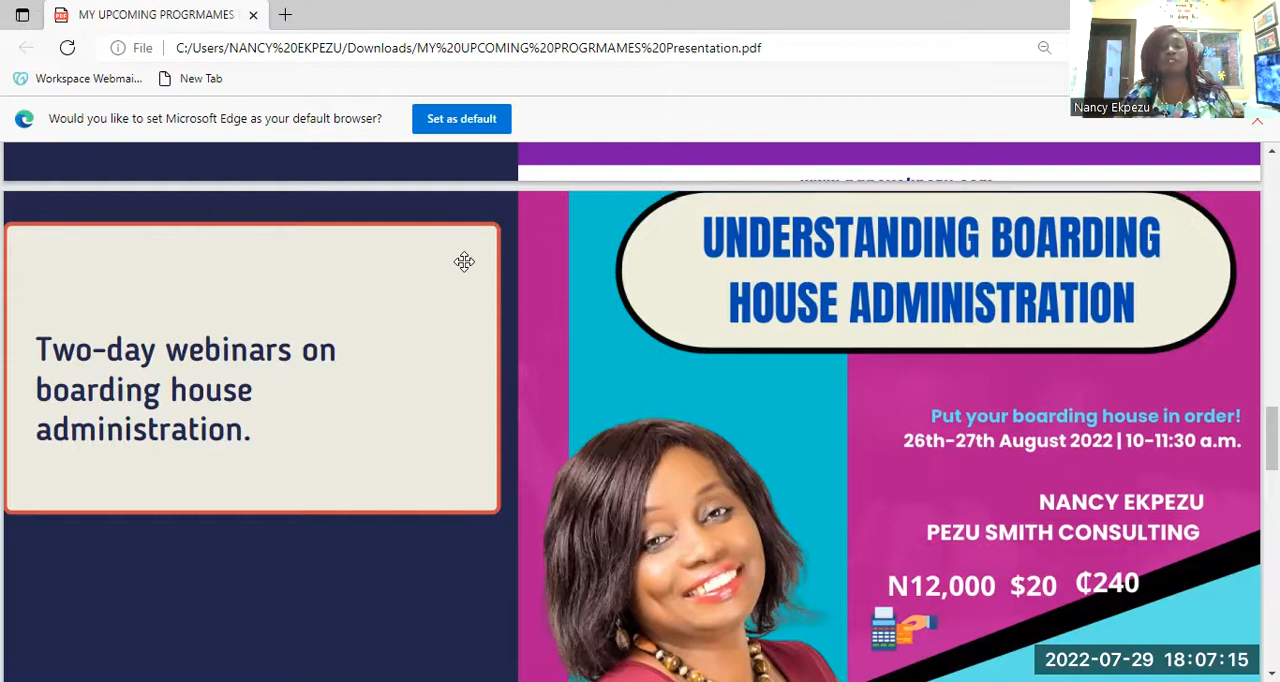 MY UPCOMING PROGRMAMES
File C:/Users/NANCY%20EKPEZU/Downloads/MY%20UPCOMING%20PROGRMAMES%20Presentation.pdf
Workspace Webmai... New Tab
Would you like to set Microsoft Edge as your default browser? Set as default
Nancy Ekpezu
UNDERSTANDING BOARDING
HOUSE ADMINISTRATION
Two-day webinars on
boarding house
administration.
Put your boarding house in order!
26th-27th August 2022 | 10-11:30 a.m.
NANCY EKPEZU
PEZU SMITH CONSULTING
N12,000 $20 ₵240
2022-07-29 18:07:15